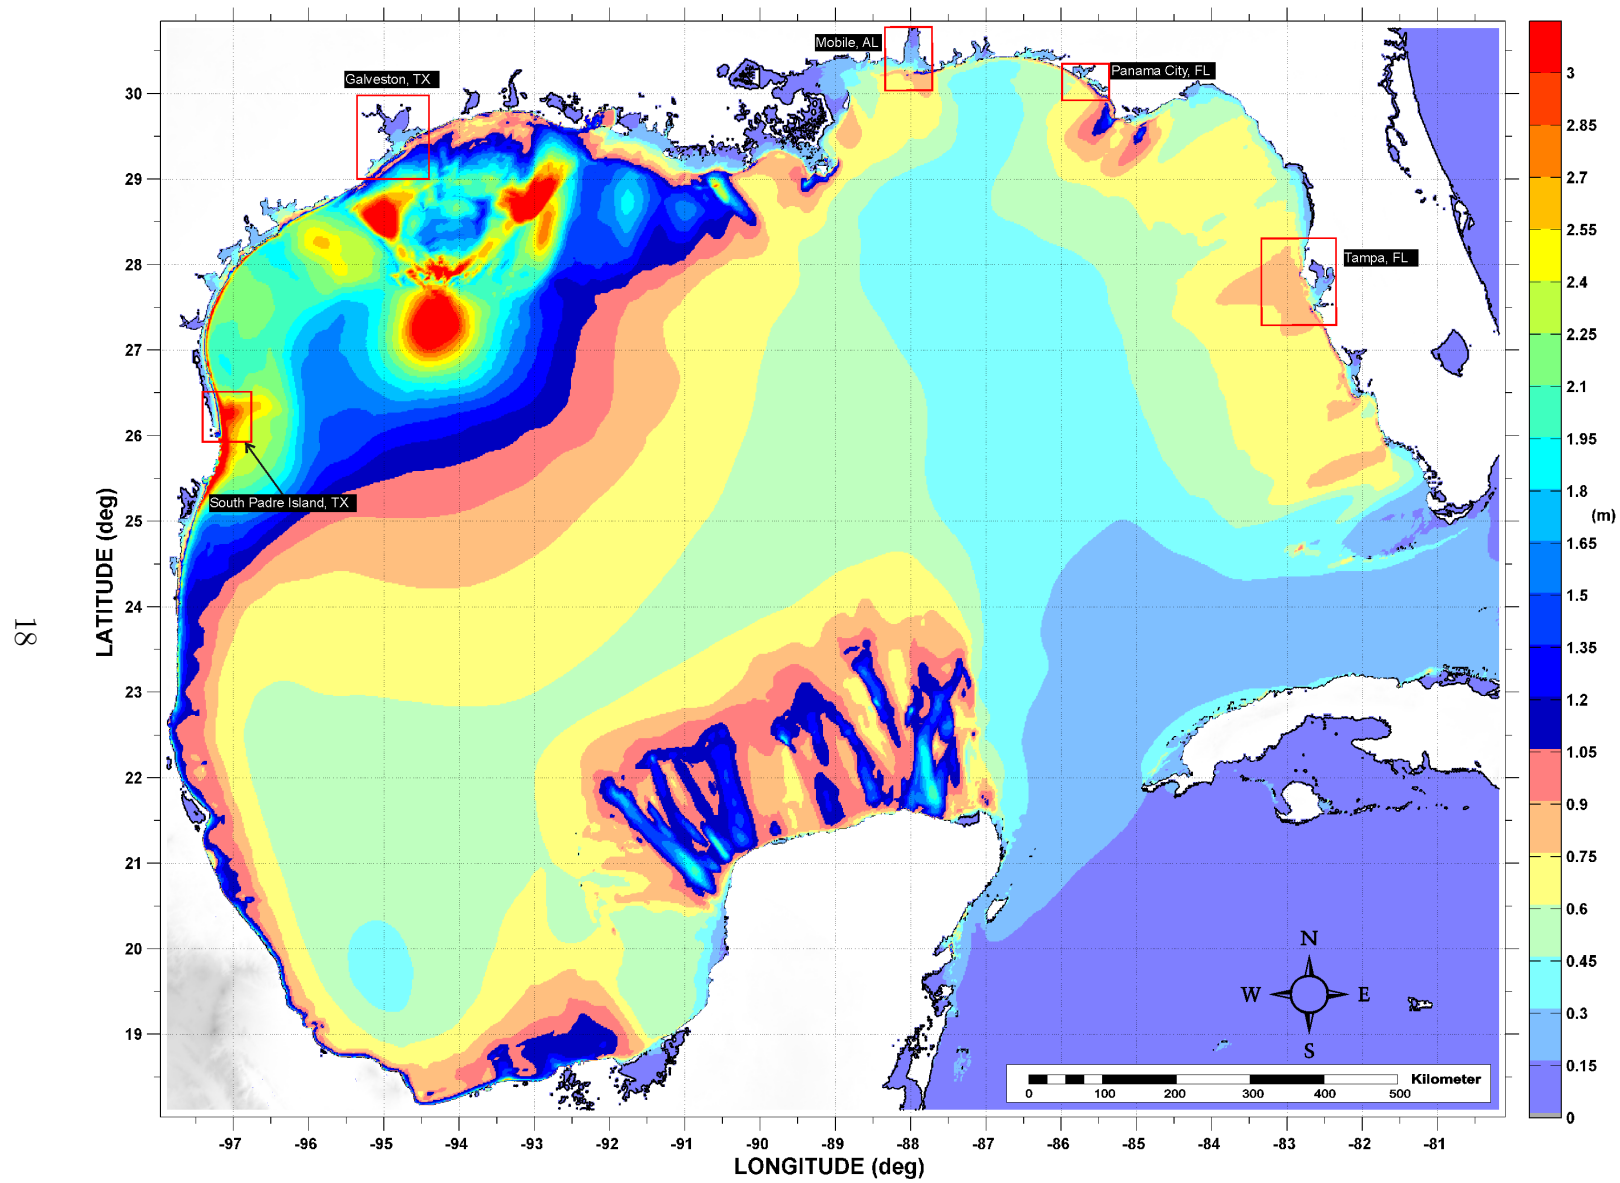 Mobile, AL
Galveston, TX
Panama City, FL
Tampa, FL
South Padre Island, TX
30
29
28
27
26
25
24
23
22
21
20
19
LATITUDE (deg)
18
-97 -96 -95 -94 -93 -92 -91 -90 -89 -88 -87 -86 -85 -84 -83 -82 -81
LONGITUDE (deg)
N
W E
S
Kilometer
0 100 200 300 400 500
3
2.85
2.7
2.55
2.4
2.25
2.1
1.95
1.8
(m)
1.65
1.5
1.35
1.2
1.05
0.9
0.75
0.6
0.45
0.3
0.15
0